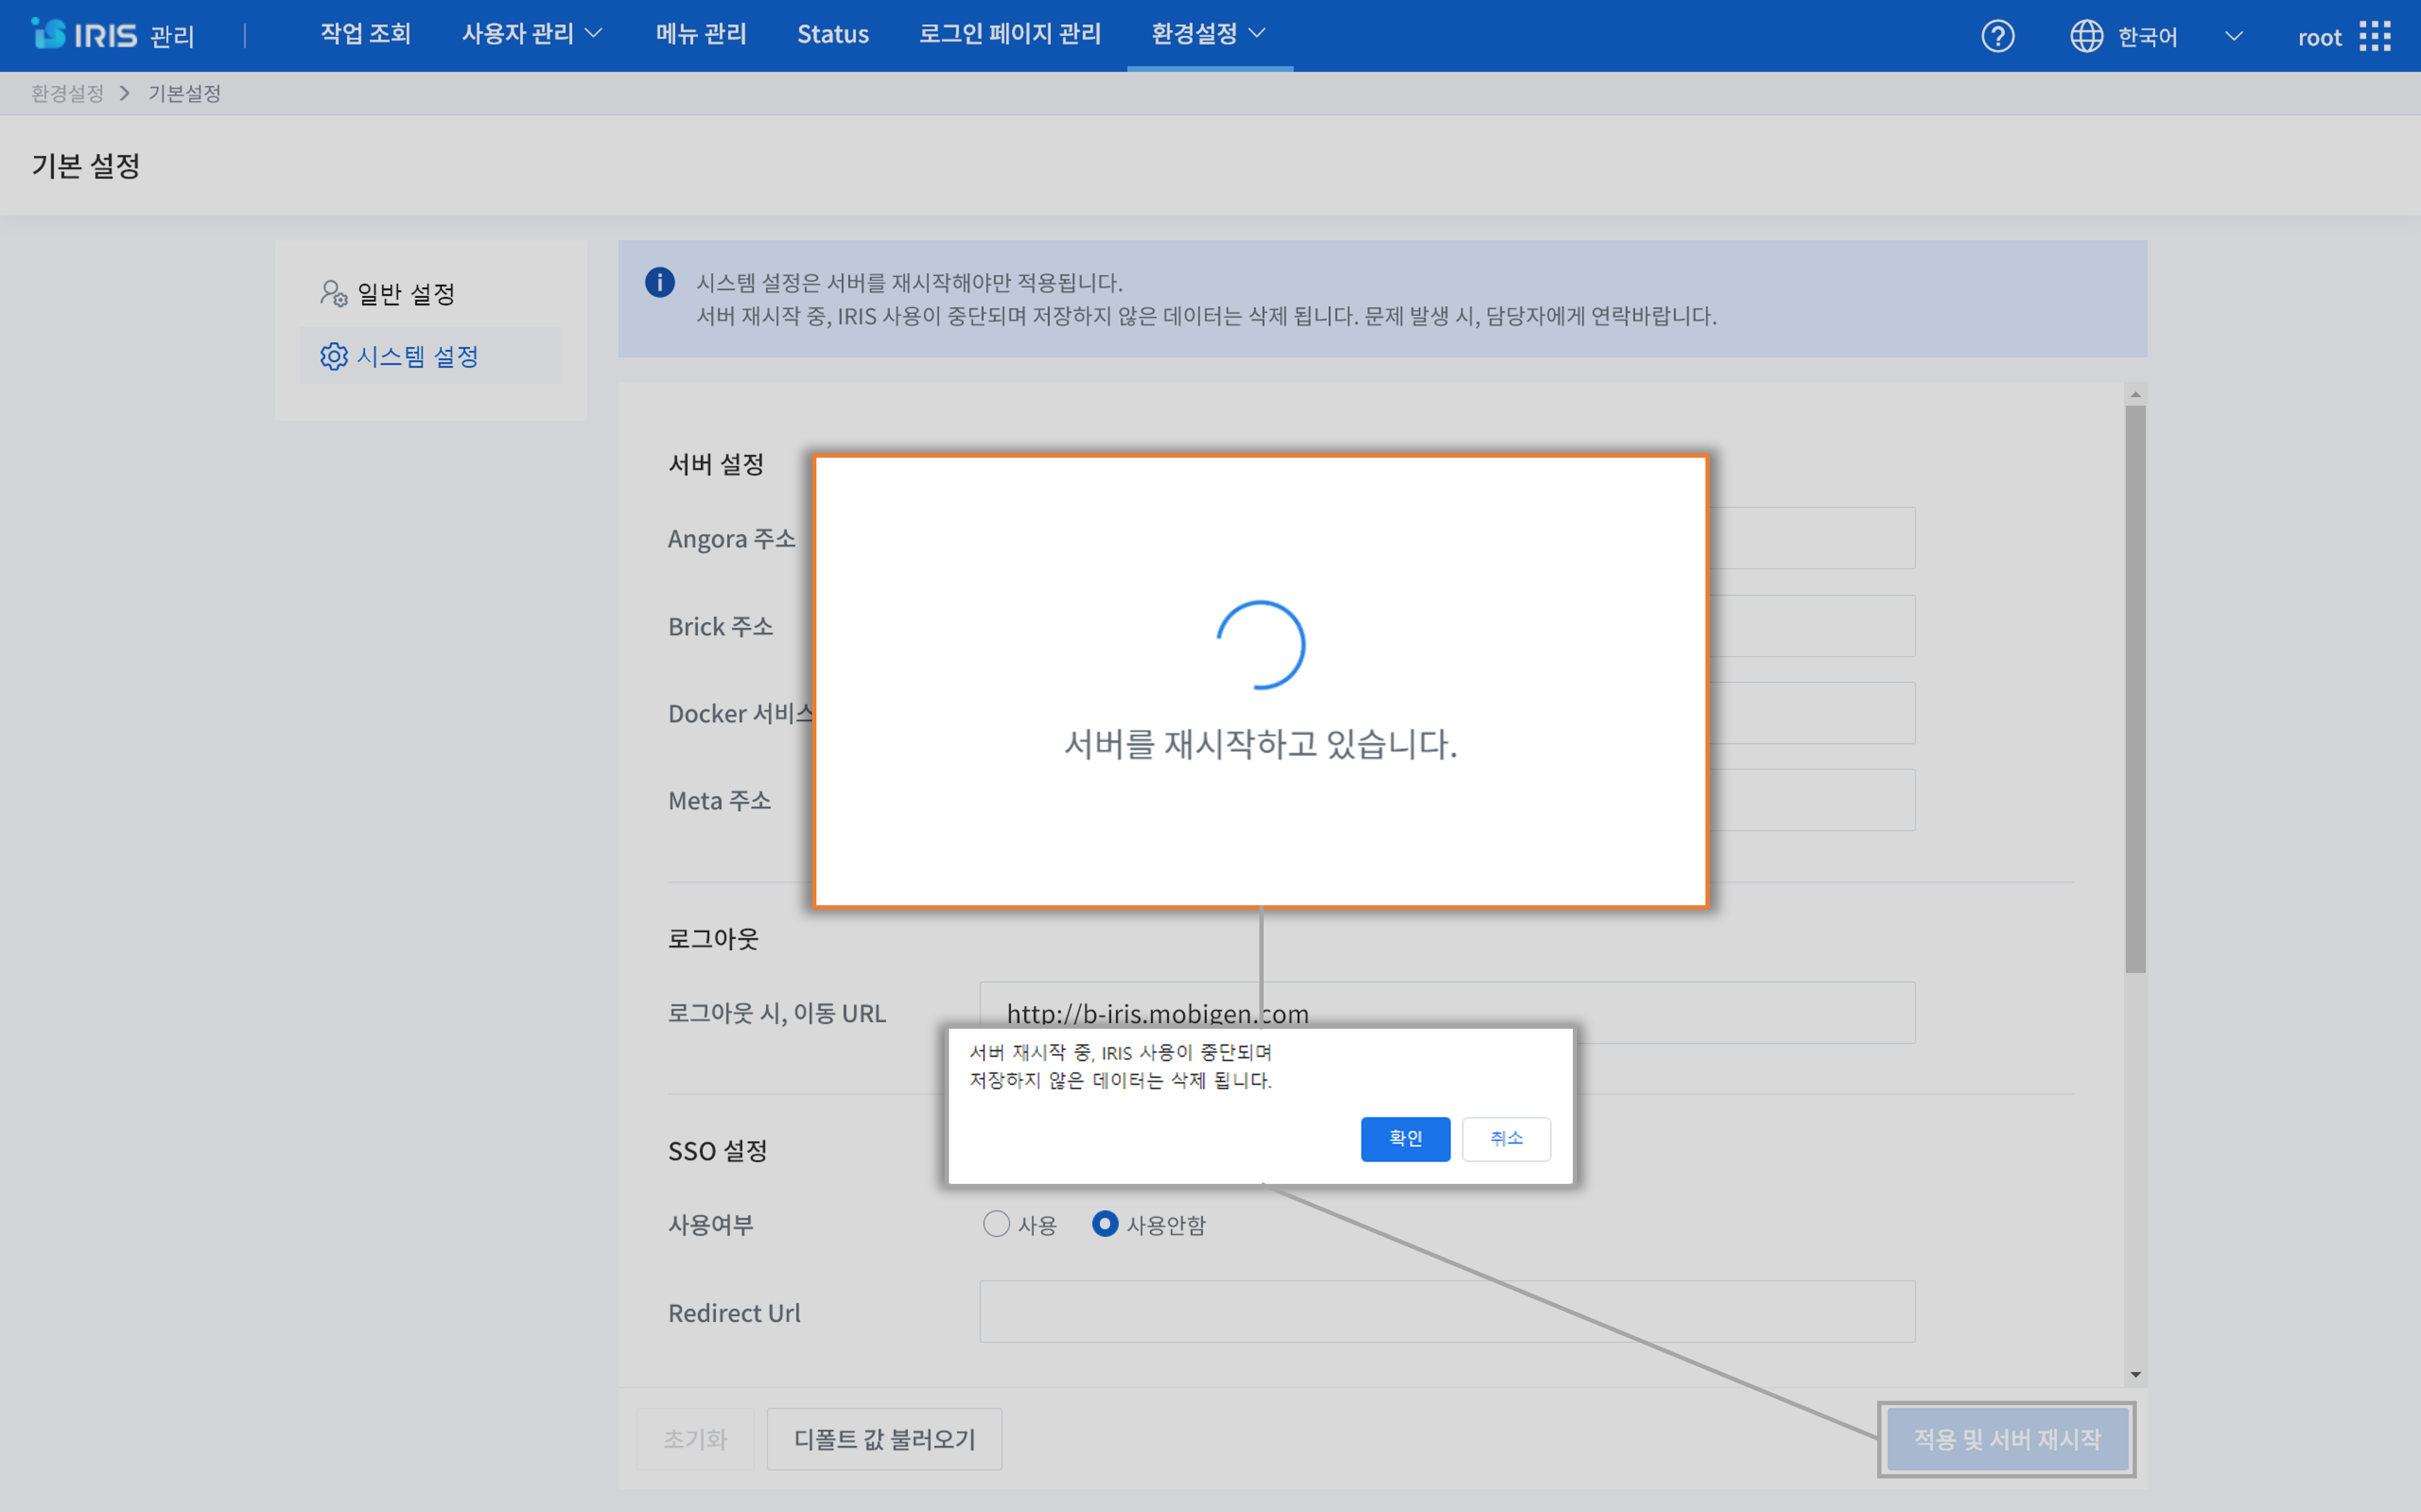 IRIS 관리
작업 조회
사용자 관리
메뉴 관리
Status
로그인 페이지 관리
환경설정
한국어
root
환경설정 > 기본설정
기본 설정
일반 설정
시스템 설정
시스템 설정은 서버를 재시작해야만 적용됩니다.
서버 재시작 중, IRIS 사용이 중단되며 저장하지 않은 데이터는 삭제 됩니다. 문제 발생 시, 담당자에게 연락바랍니다.
서버 설정
Angora 주소
Brick 주소
Docker 서비스
Meta 주소
서버를 재시작하고 있습니다.
로그아웃
로그아웃 시, 이동 URL
http://b-iris.mobigen.com
서버 재시작 중, IRIS 사용이 중단되며
저장하지 않은 데이터는 삭제 됩니다.
확인
취소
SSO 설정
사용여부
사용
사용안함
Redirect Url
초기화
디폴트 값 불러오기
적용 및 서버 재시작